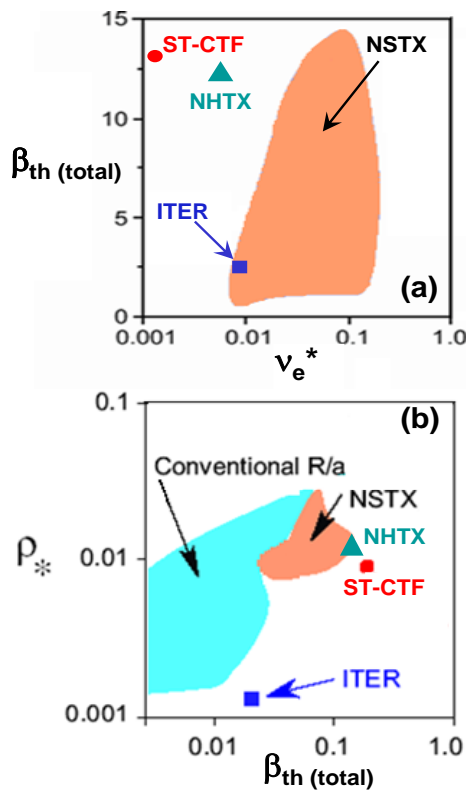 15
ST-CTF
NSTX
NHTX
10
βth (total)
ITER
5
(a)
0
0.001
0.01
0.1
1.0
νe*
0.1
(b)
Conventional R/a
NSTX
NHTX
ρ*
0.01
ST-CTF
ITER
0.001
0.01
0.1
1.0
βth (total)